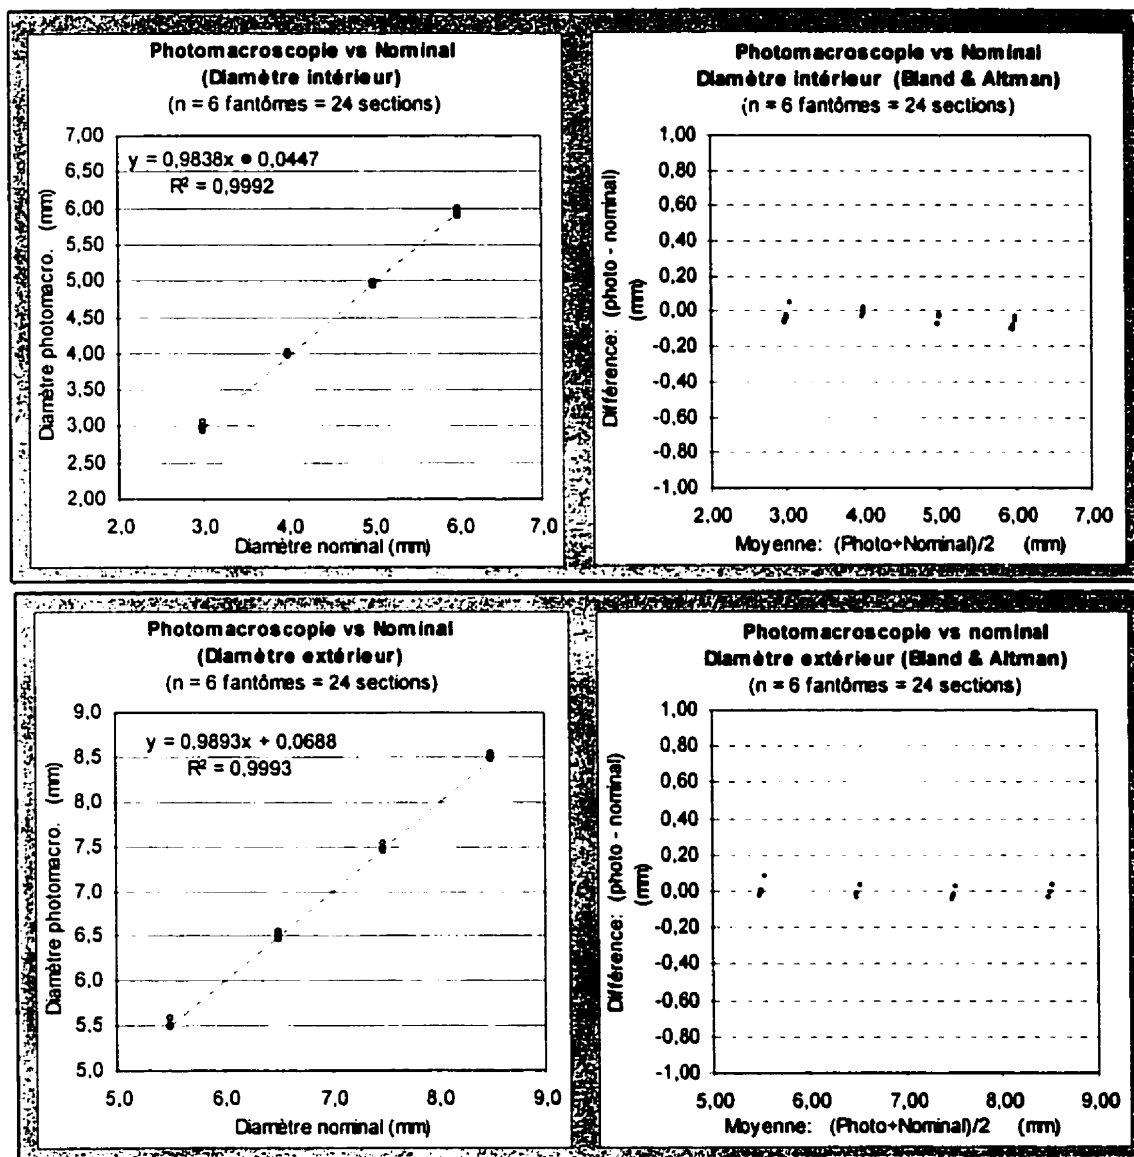 Photomacroscopie vs Nominal
(Diamètre intérieur)
(n = 6 fantômes = 24 sections)
y = 0,9838x + 0,0447
R² = 0,9992
Diamètre photomacro. (mm)
7,00
6,50
6,00
5,50
5,00
4,50
4,00
3,50
3,00
2,50
2,00
2,0 3,0 4,0 5,0 6,0 7,0
Diamètre nominal (mm)
Photomacroscopie vs Nominal
Diamètre intérieur (Bland & Altman)
(n = 6 fantômes = 24 sections)
Différence: (photo - nominal)
(mm)
1,00
0,80
0,60
0,40
0,20
0,00
-0,20
-0,40
-0,60
-0,80
-1,00
2,00 3,00 4,00 5,00 6,00 7,00
Moyenne: (Photo+Nominal)/2 (mm)
Photomacroscopie vs Nominal
(Diamètre extérieur)
(n = 6 fantômes = 24 sections)
y = 0,9893x + 0,0688
R² = 0,9993
Diamètre photomacro. (mm)
9,0
8,5
8,0
7,5
7,0
6,5
6,0
5,5
5,0
5,0 6,0 7,0 8,0 9,0
Diamètre nominal (mm)
Photomacroscopie vs nominal
Diamètre extérieur (Bland & Altman)
(n = 6 fantômes = 24 sections)
Différence: (photo - nominal)
(mm)
1,00
0,80
0,60
0,40
0,20
0,00
-0,20
-0,40
-0,60
-0,80
-1,00
5,00 6,00 7,00 8,00 9,00
Moyenne: (Photo+Nominal)/2 (mm)